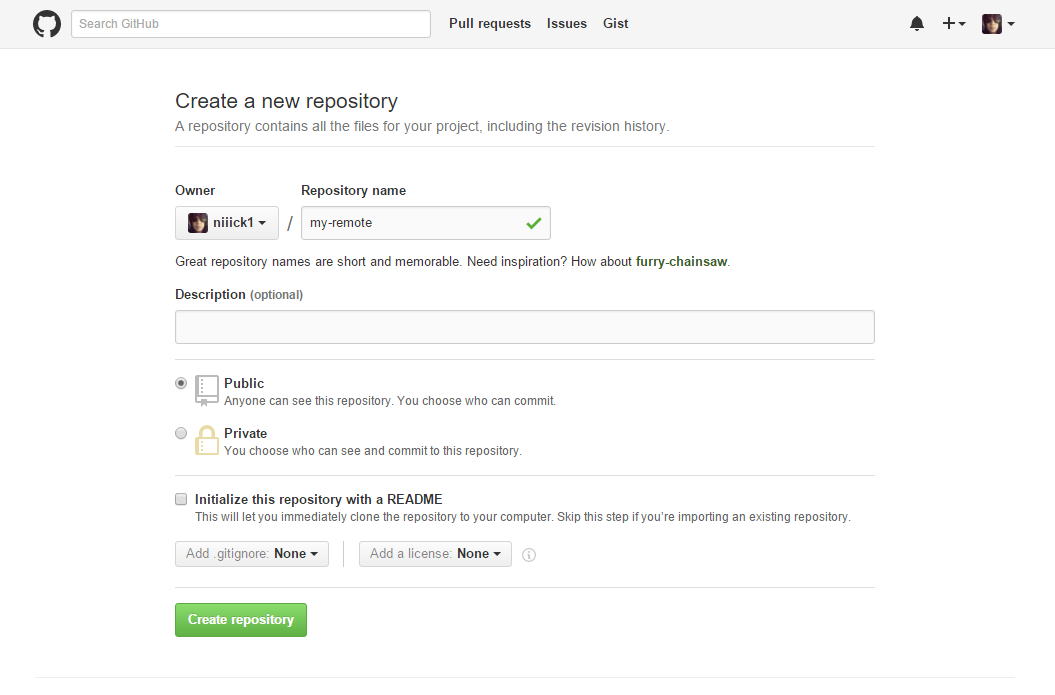 Search GitHub Pull requests Issues Gist
Create a new repository
A repository contains all the files for your project, including the revision history.
Owner Repository name
niiick1 / my-remote
Great repository names are short and memorable. Need inspiration? How about furry-chainsaw.
Description (optional)
Public
Anyone can see this repository. You choose who can commit.
Private
You choose who can see and commit to this repository.
Initialize this repository with a README
This will let you immediately clone the repository to your computer. Skip this step if you’re importing an existing repository.
Add .gitignore: None Add a license: None
Create repository